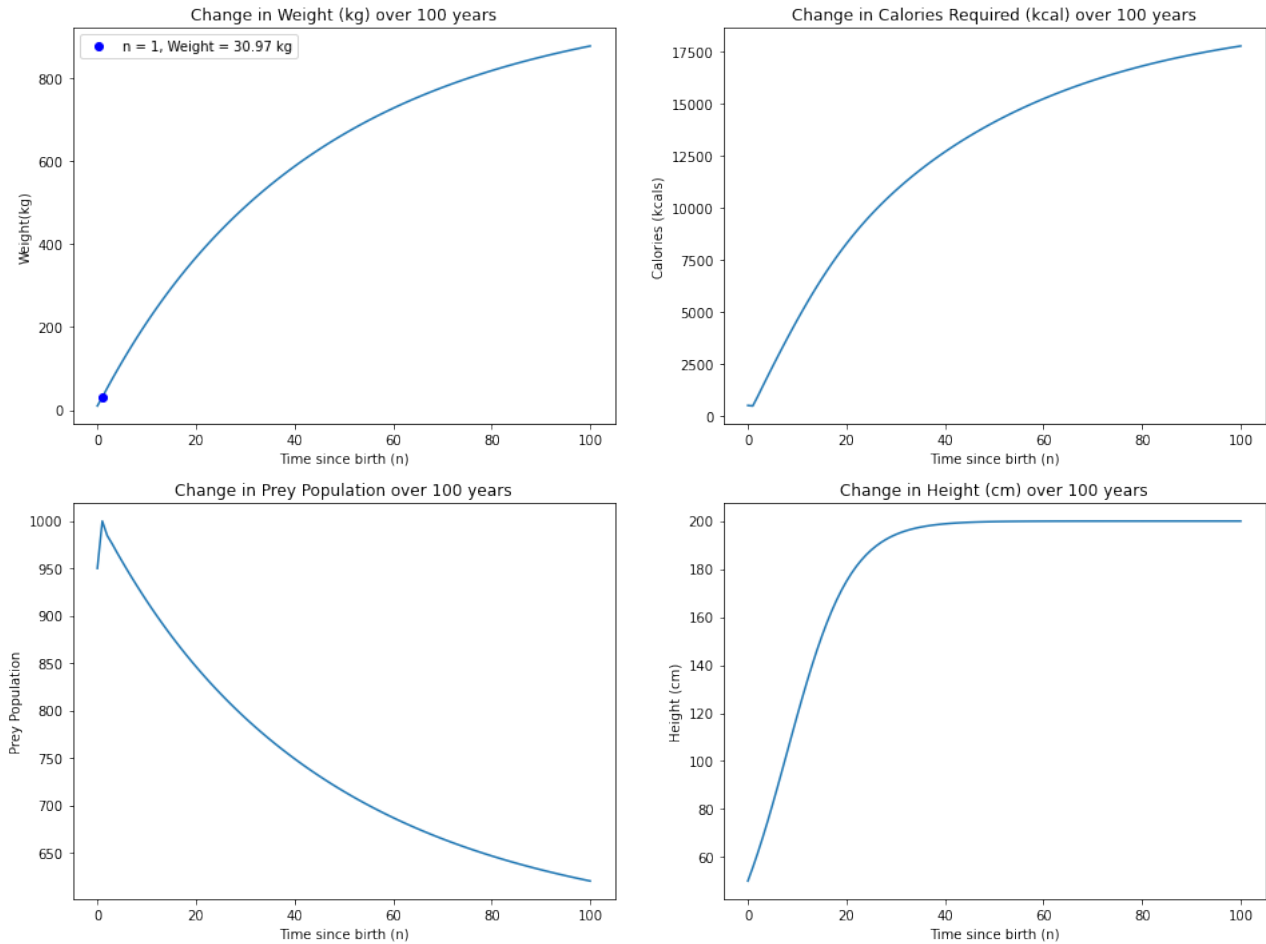 Change in Weight (kg) over 100 years
n = 1, Weight = 30.97 kg
800
600
400
200
0
Weight(kg)
0 20 40 60 80 100
Time since birth (n)
Change in Calories Required (kcal) over 100 years
17500
15000
12500
10000
7500
5000
2500
0
Calories (kcals)
0 20 40 60 80 100
Time since birth (n)
Change in Prey Population over 100 years
1000
950
900
850
800
750
700
650
Prey Population
0 20 40 60 80 100
Time since birth (n)
Change in Height (cm) over 100 years
200
180
160
140
120
100
80
60
Height (cm)
0 20 40 60 80 100
Time since birth (n)